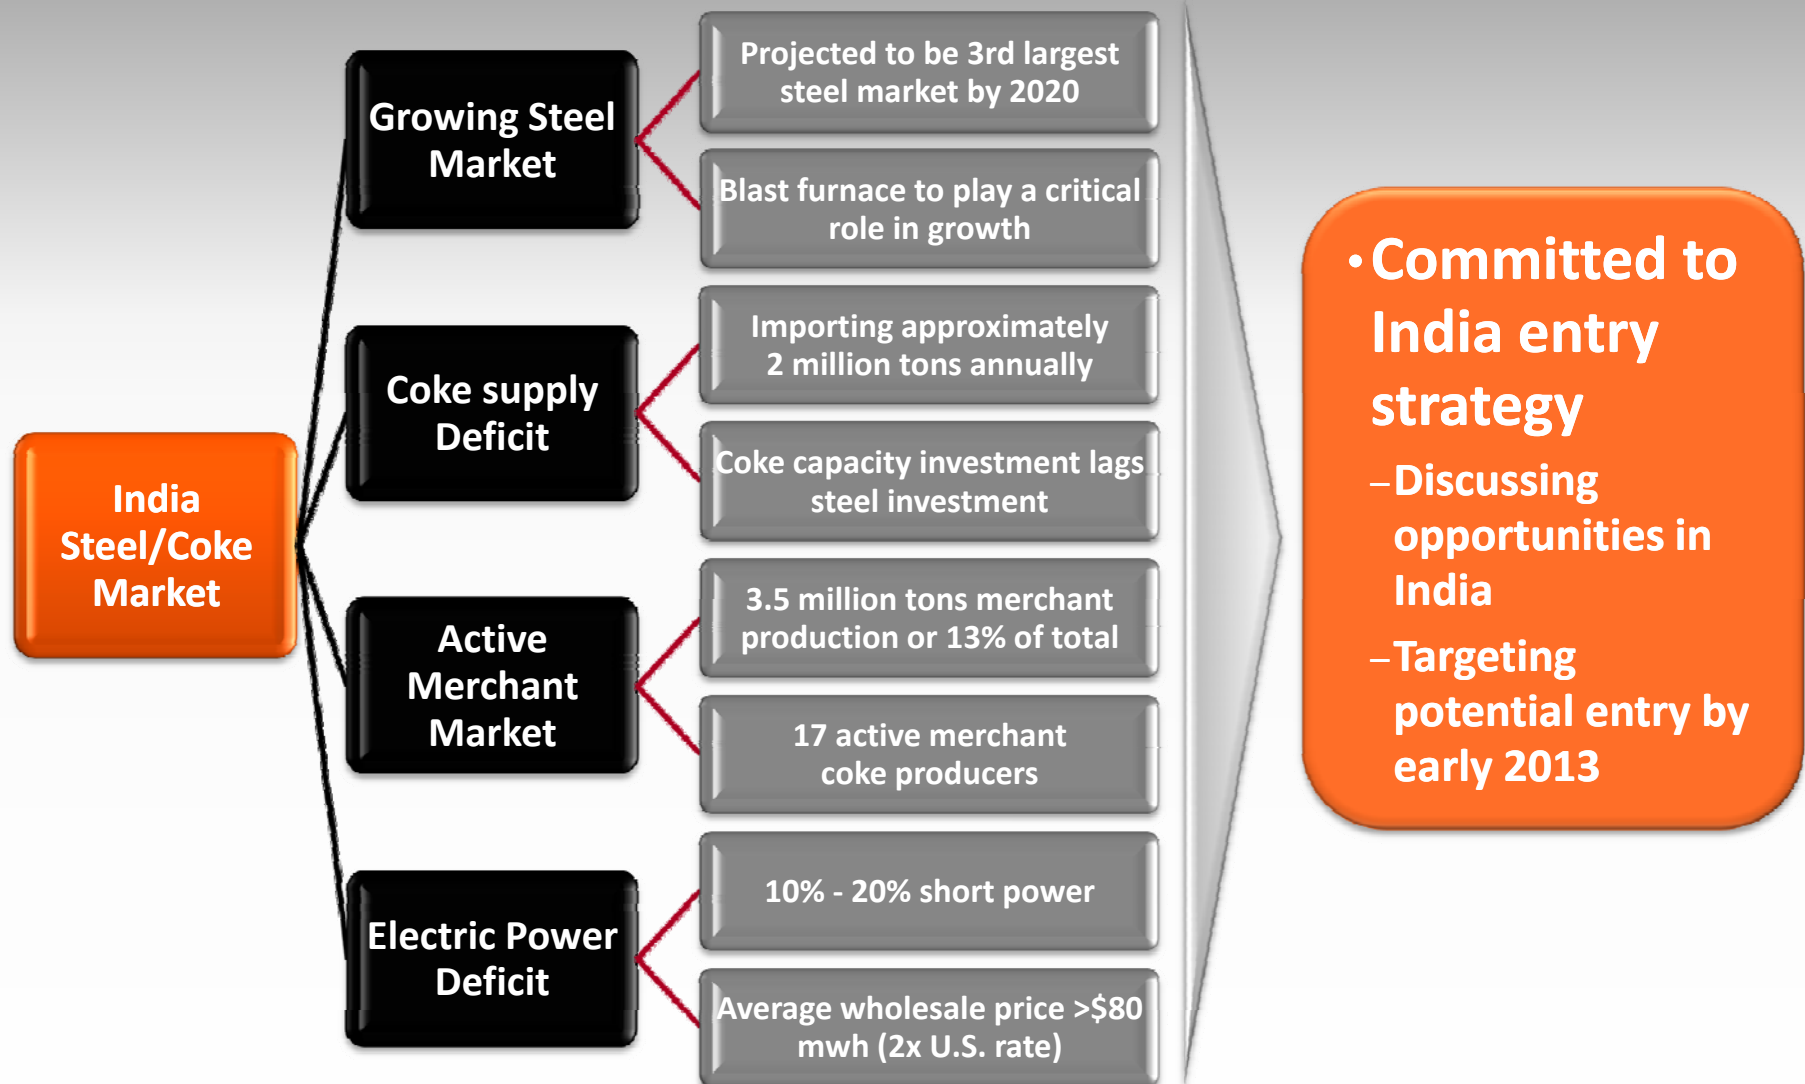 India
Steel/Coke
Market
Growing Steel
Market
Projected to be 3rd largest
steel market by 2020
Blast furnace to play a critical
role in growth
Coke supply
Deficit
Importing approximately
2 million tons annually
Coke capacity investment lags
steel investment
Active
Merchant
Market
3.5 million tons merchant
production or 13% of total
17 active merchant
coke producers
Electric Power
Deficit
10% - 20% short power
Average wholesale price >$80
mwh (2x U.S. rate)
•Committed to
India entry
strategy
–Discussing
opportunities in
India
–Targeting
potential entry by
early 2013